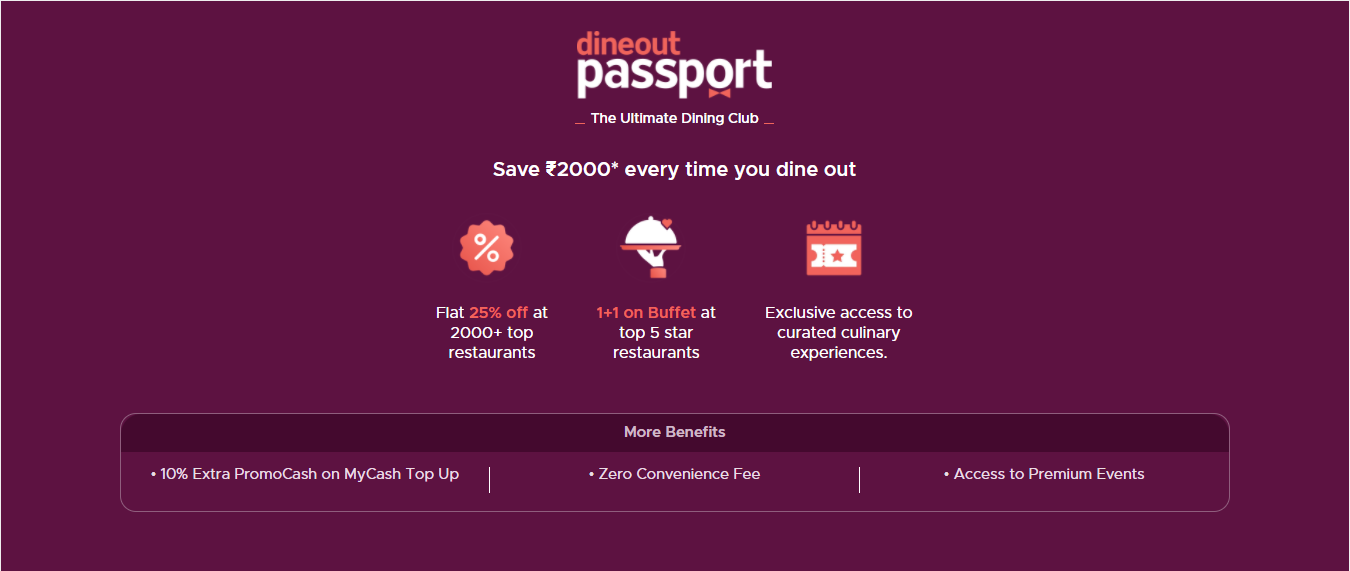 dineout
passport
The Ultimate Dining Club
Save ₹2000* every time you dine out
%
Flat 25% off at
2000+ top
restaurants
1+1 on Buffet at
top 5 star
restaurants
Exclusive access to
curated culinary
experiences.
More Benefits
• 10% Extra PromoCash on MyCash Top Up
• Zero Convenience Fee
• Access to Premium Events